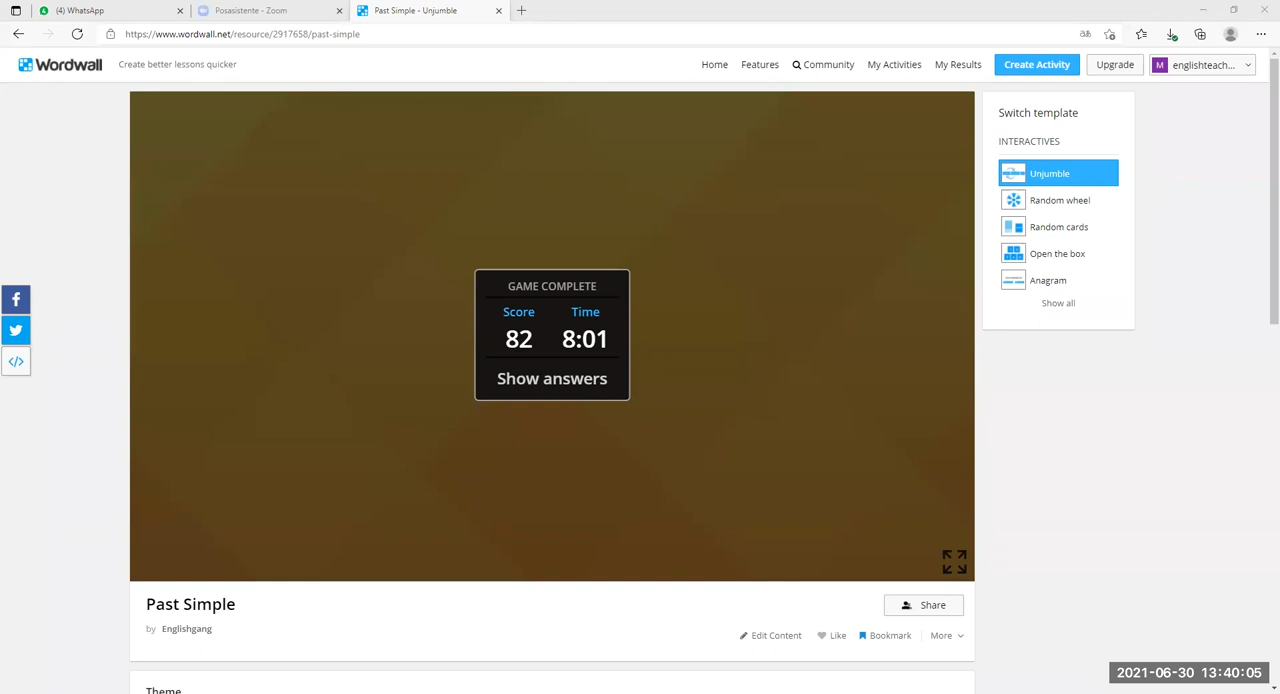 (4) WhatsApp
Posasistente - Zoom
Past Simple - Unjumble
https://www.wordwall.net/resource/2917658/past-simple
Wordwall
Create better lessons quicker
Home
Features
Community
My Activities
My Results
Create Activity
Upgrade
M
englishteach...
Switch template
INTERACTIVES
Unjumble
Random wheel
Random cards
Open the box
Anagram
Show all
GAME COMPLETE
Score Time
82 8:01
Show answers
Past Simple
Share
by Englishgang
Edit Content
Like
Bookmark
More
2021-06-30 13:40:05
Theme